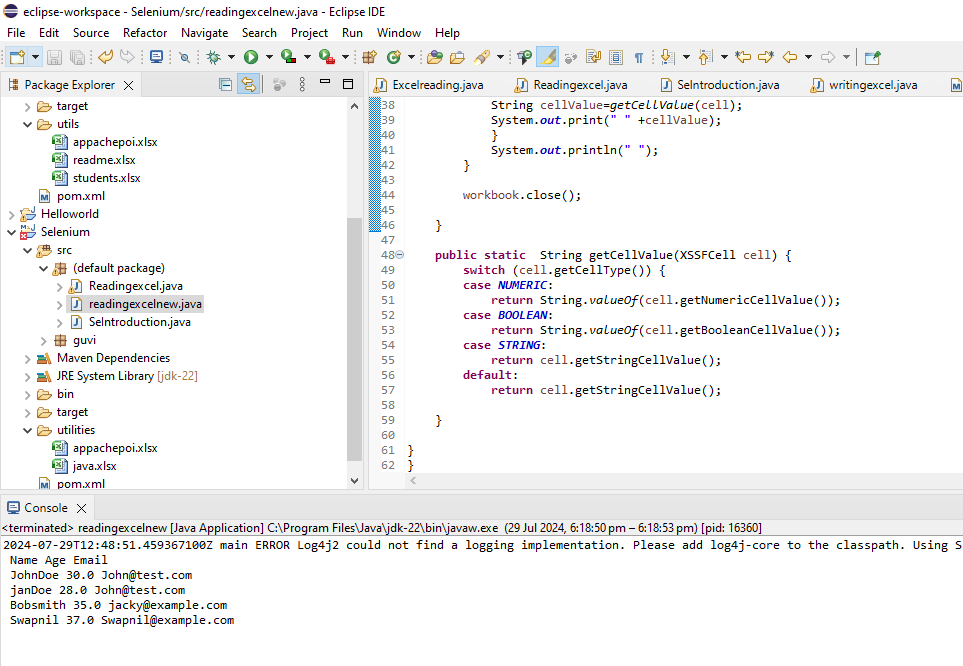 eclipse-workspace - Selenium/src/readingexcelnew.java - Eclipse IDE
File Edit Source Refactor Navigate Search Project Run Window Help
Package Explorer
Excelreading.java Readingexcel.java SeIntroduction.java writingexcel.java
target
utils
appachepoi.xlsx
readme.xlsx
students.xlsx
pom.xml
Helloworld
Selenium
src
(default package)
Readingexcel.java
readingexcelnew.java
SeIntroduction.java
guvi
Maven Dependencies
JRE System Library [jdk-22]
bin
target
utilities
appachepoi.xlsx
java.xlsx
pom.xml
38 String cellValue=getCellValue(cell);
39 System.out.print(" " +cellValue);
40 }
41 System.out.println(" ");
42 }
43
44 workbook.close();
45
46 }
47
48 public static  String getCellValue(XSSFCell cell) {
49 switch (cell.getCellType()) {
50 case NUMERIC:
51 return String.valueOf(cell.getNumericCellValue());
52 case BOOLEAN:
53 return String.valueOf(cell.getBooleanCellValue());
54 case STRING:
55 return cell.getStringCellValue();
56 default:
57 return cell.getStringCellValue();
58
59 }
60
61 }
62 }
Console
<terminated> readingexcelnew [Java Application] C:\Program Files\Java\jdk-22\bin\javaw.exe (29 Jul 2024, 6:18:50 pm – 6:18:53 pm) [pid: 16360]
2024-07-29T12:48:51.459367100Z main ERROR Log4j2 could not find a logging implementation. Please add log4j-core to the classpath. Using S
Name Age Email
JohnDoe 30.0 John@test.com
janDoe 28.0 John@test.com
Bobsmith 35.0 jacky@example.com
Swapnil 37.0 Swapnil@example.com